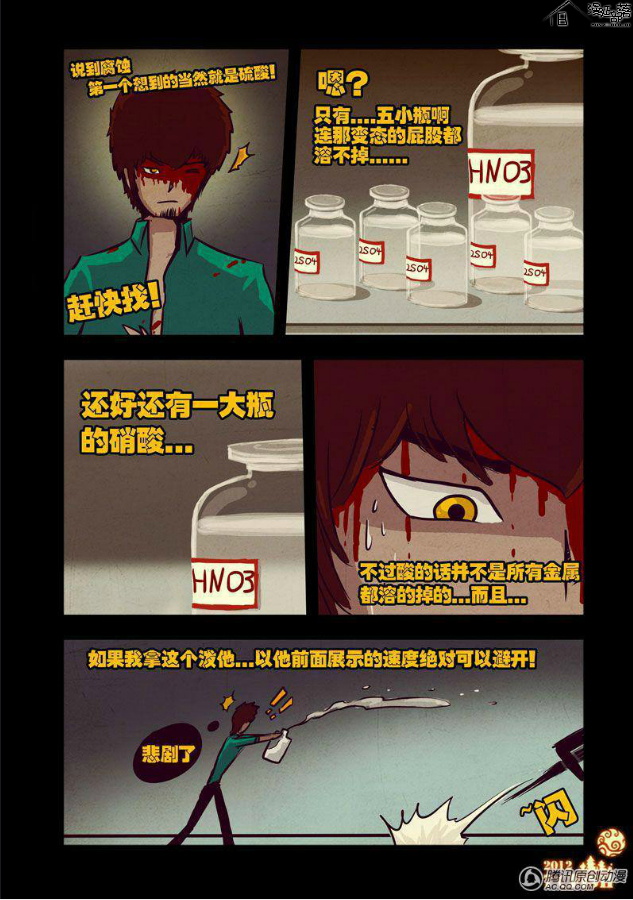 漫征部落
说到腐蚀
第一个想到的当然就是硫酸!
赶快找!
嗯?
只有....五小瓶啊
连那变态的屁股都
溶不掉......
HNO3
2SO4
2SO4
2SO4
2SO4
2SO4
还好还有一大瓶
的硝酸...
HNO3
不过酸的话并不是所有金属
都溶的掉的...而且...
如果我拿这个泼他...以他前面展示的速度绝对可以避开!
悲剧了
~闪
2012
腾讯原创动漫
AC.QQ.COM